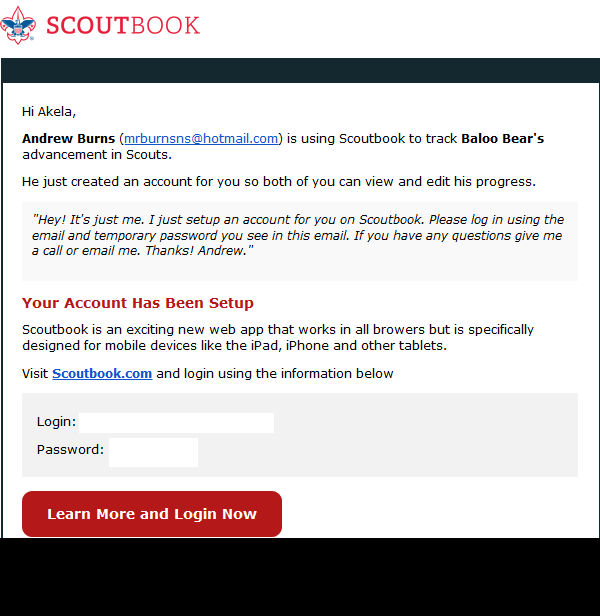 SCOUTBOOK
Hi Akela,
Andrew Burns (mrburnsns@hotmail.com) is using Scoutbook to track Baloo Bear's
advancement in Scouts.
He just created an account for you so both of you can view and edit his progress.
"Hey! It's just me. I just setup an account for you on Scoutbook. Please log in using the
email and temporary password you see in this email. If you have any questions give me
a call or email me. Thanks! Andrew."
Your Account Has Been Setup
Scoutbook is an exciting new web app that works in all browers but is specifically
designed for mobile devices like the iPad, iPhone and other tablets.
Visit Scoutbook.com and login using the information below
Login:
Password:
Learn More and Login Now